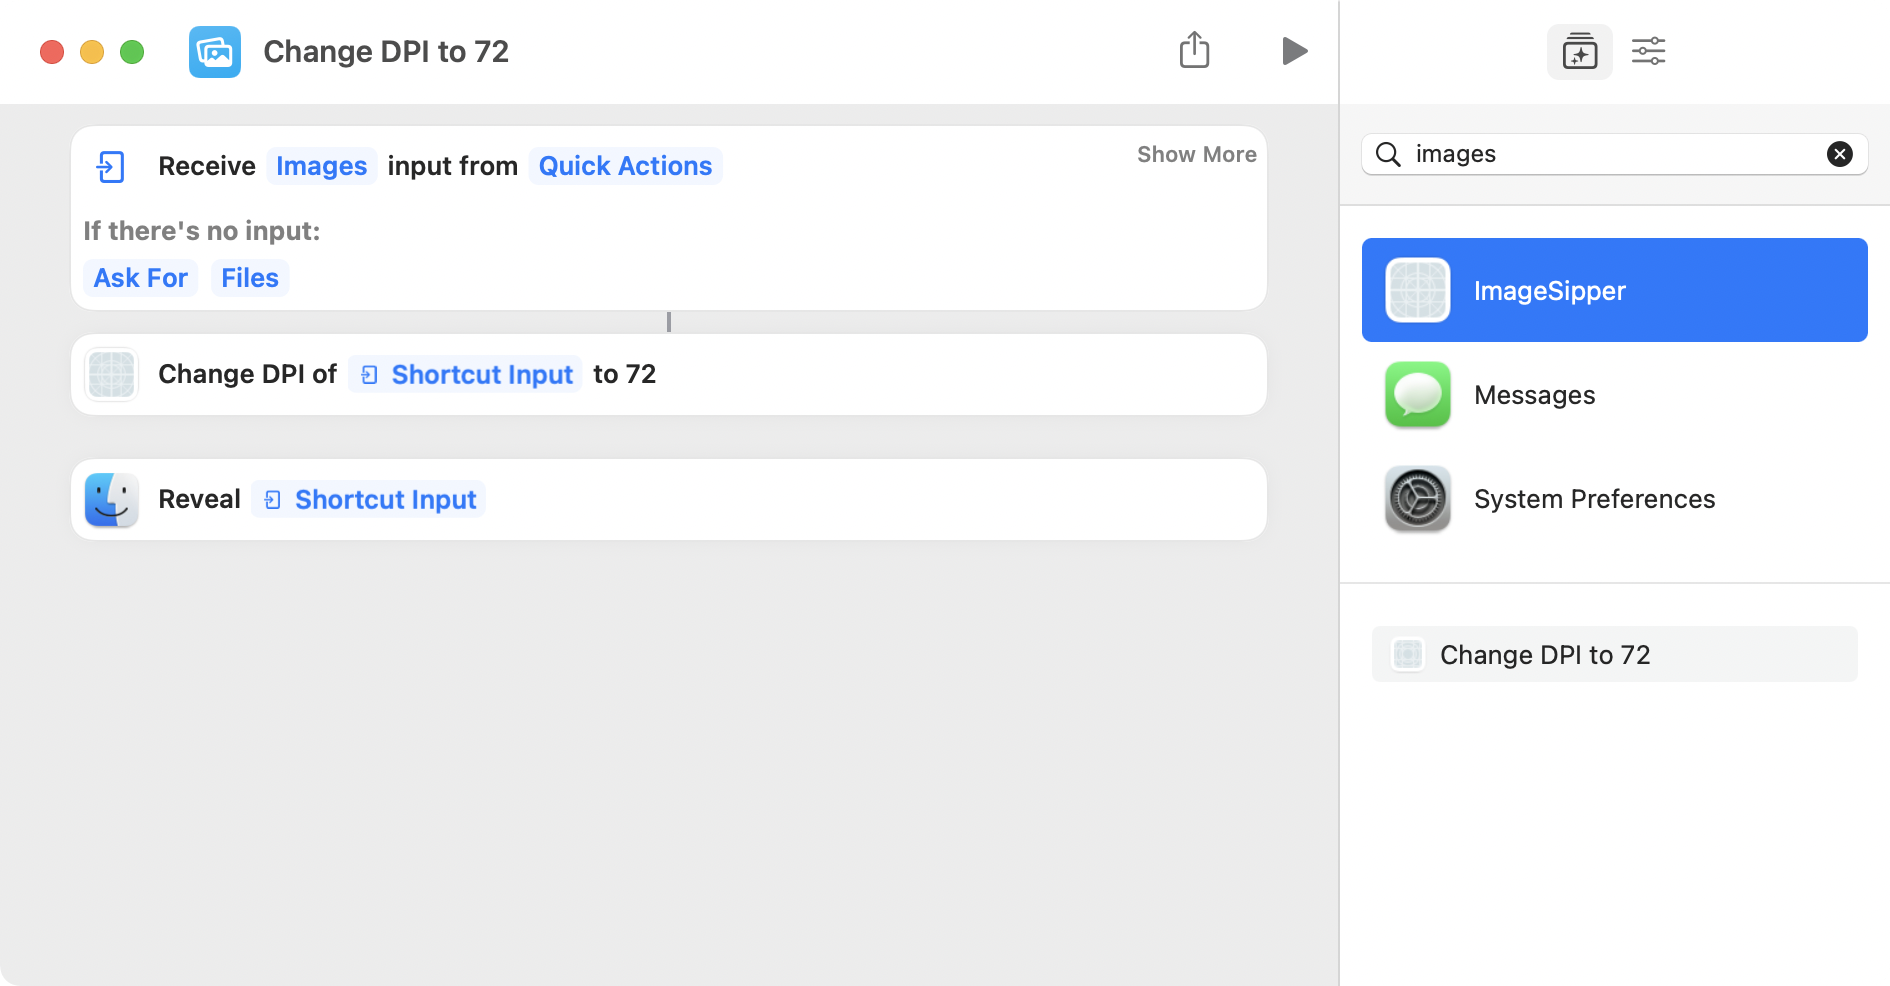 Change DPI to 72
Receive Images input from Quick Actions
Show More
If there's no input:
Ask For Files
Change DPI of Shortcut Input to 72
Reveal Shortcut Input
images
ImageSipper
Messages
System Preferences
Change DPI to 72